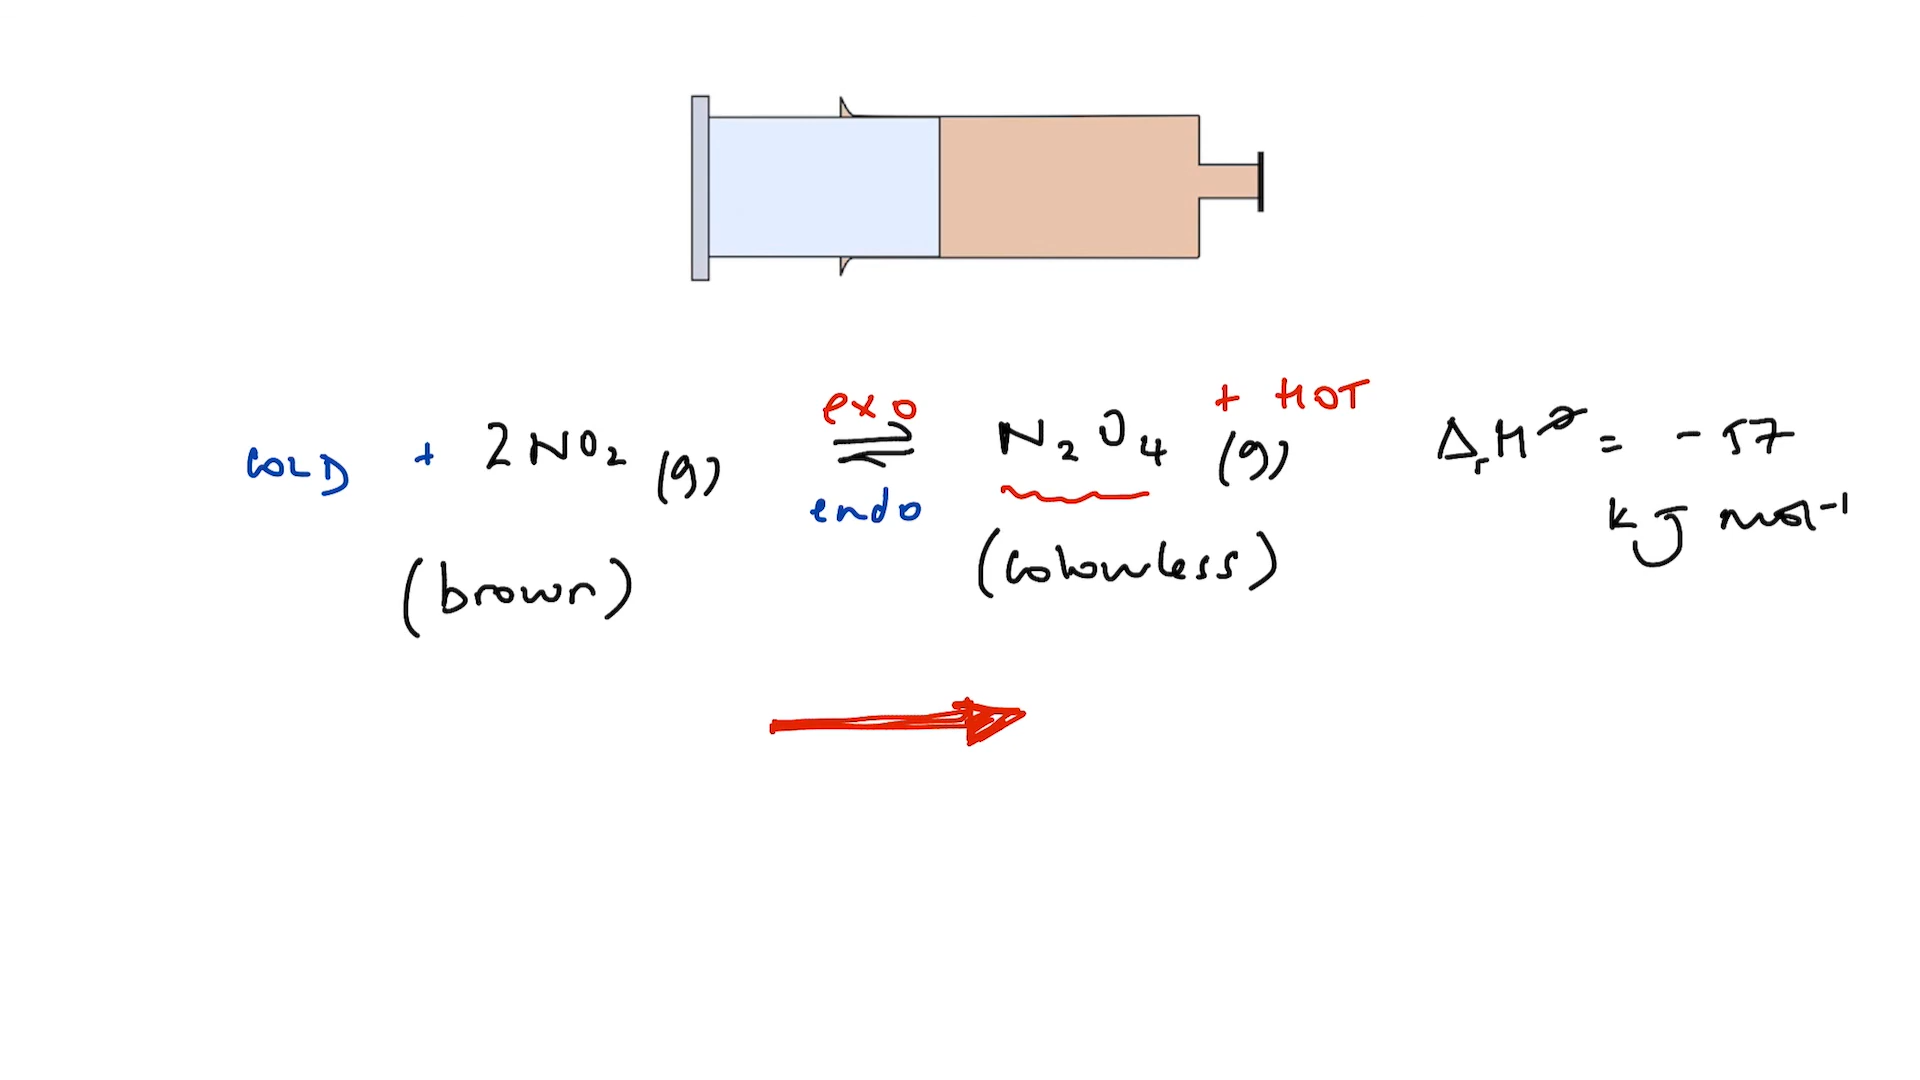 exo + HOT
COLD + 2NO₂ (g) ⇌ N₂O₄ (g) ΔᵣH° = -57
endo kJ mol⁻¹
(brown) (colourless)